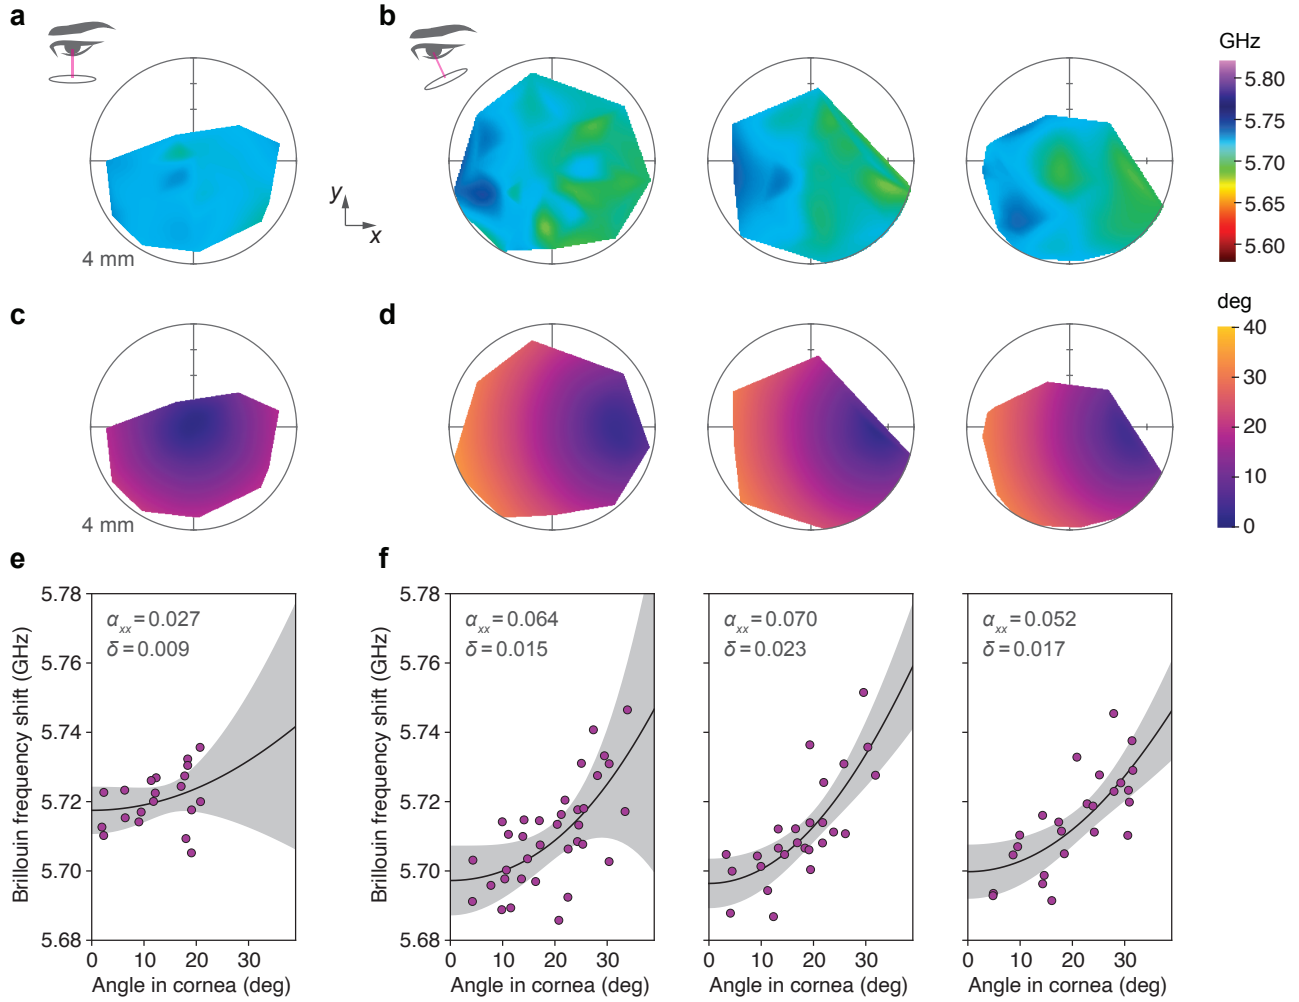 a
b
GHz
5.80
5.75
5.70
5.65
5.60
y
x
4 mm
c
d
deg
40
30
20
10
0
4 mm
e
f
Brillouin frequency shift (GHz)
5.78
5.76
5.74
5.72
5.70
5.68
αxx=0.027
δ=0.009
0 10 20 30
Angle in cornea (deg)
Brillouin frequency shift (GHz)
5.78
5.76
5.74
5.72
5.70
5.68
αxx=0.064
δ=0.015
0 10 20 30
Angle in cornea (deg)
αxx=0.070
δ=0.023
0 10 20 30
Angle in cornea (deg)
αxx=0.052
δ=0.017
0 10 20 30
Angle in cornea (deg)